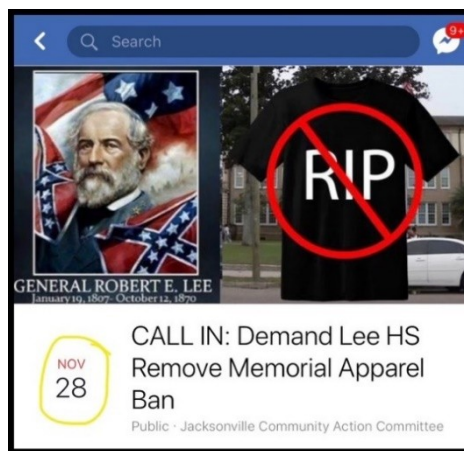 Search
9+
RIP
GENERAL ROBERT E. LEE
January 19, 1807- October 12, 1870
NOV
28
CALL IN: Demand Lee HS
Remove Memorial Apparel
Ban
Public · Jacksonville Community Action Committee